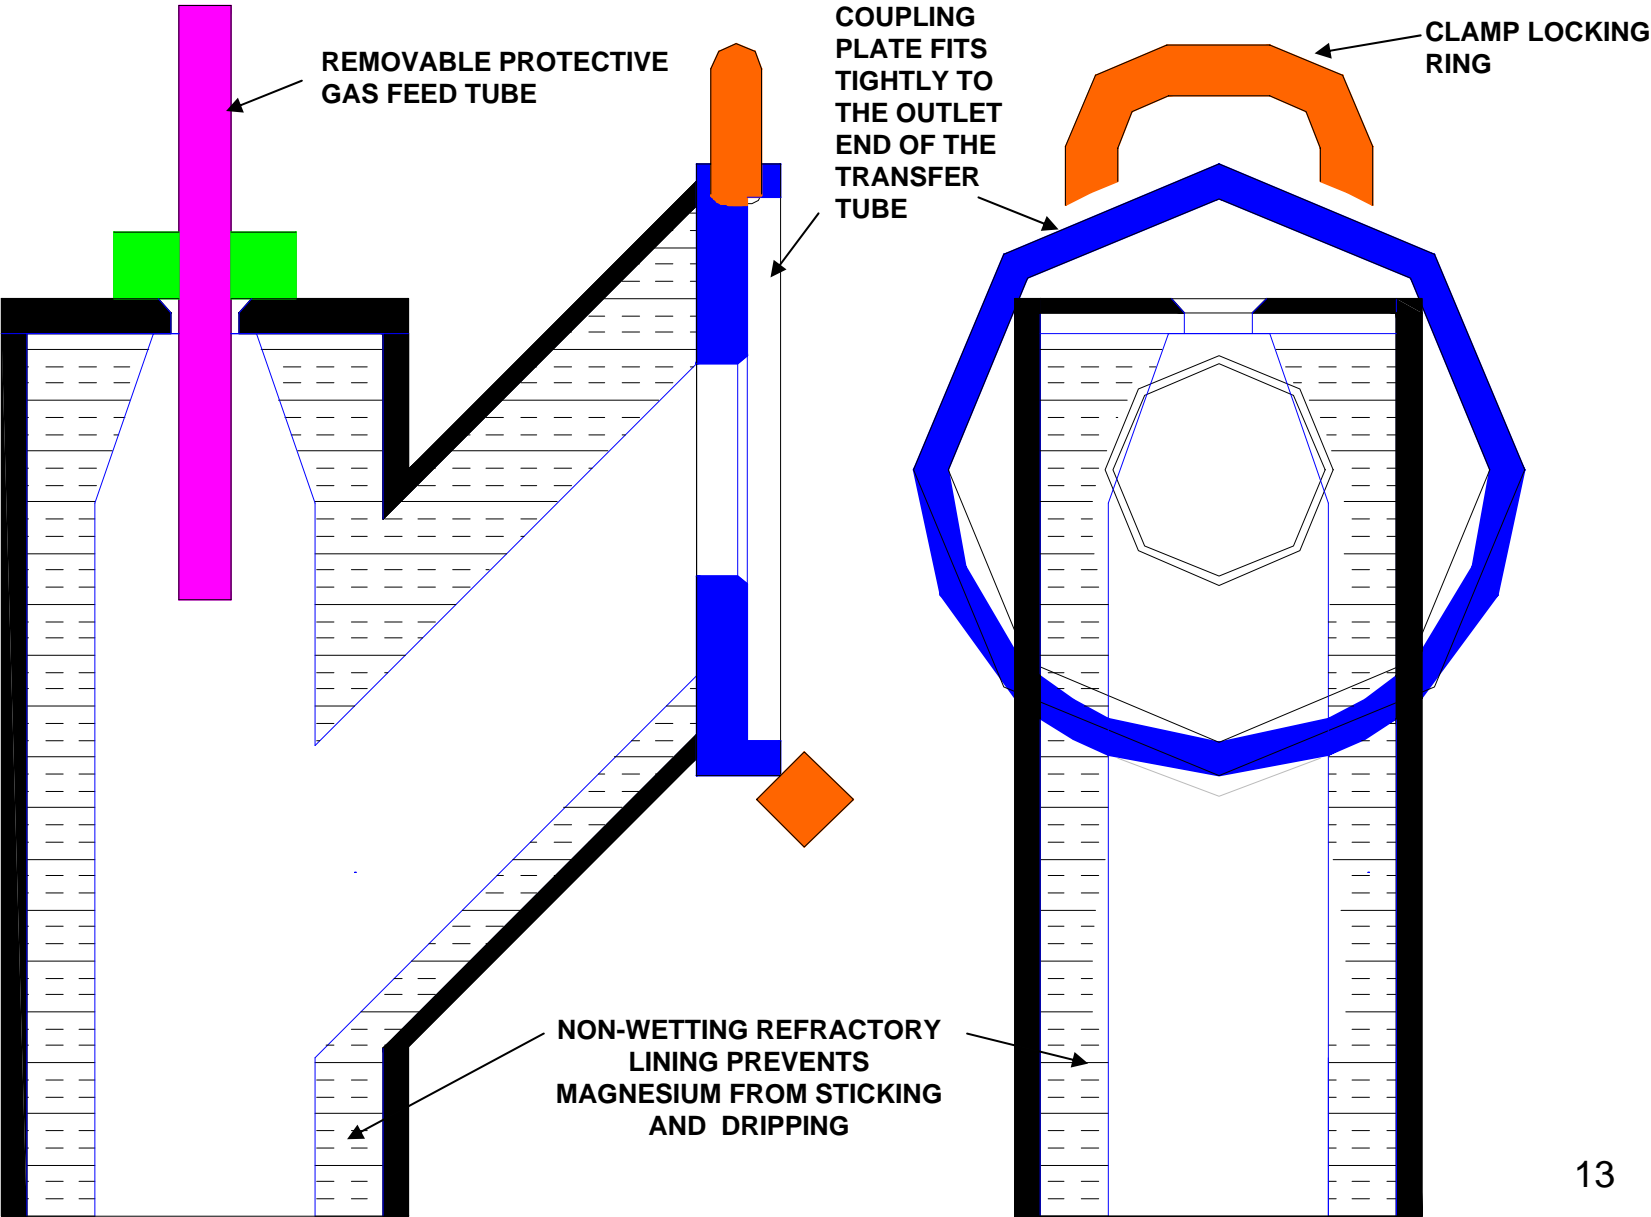 REMOVABLE PROTECTIVE
GAS FEED TUBE
COUPLING
PLATE FITS
TIGHTLY TO
THE OUTLET
END OF THE
TRANSFER
TUBE
CLAMP LOCKING
RING
NON-WETTING REFRACTORY
LINING PREVENTS
MAGNESIUM FROM STICKING
AND DRIPPING
13